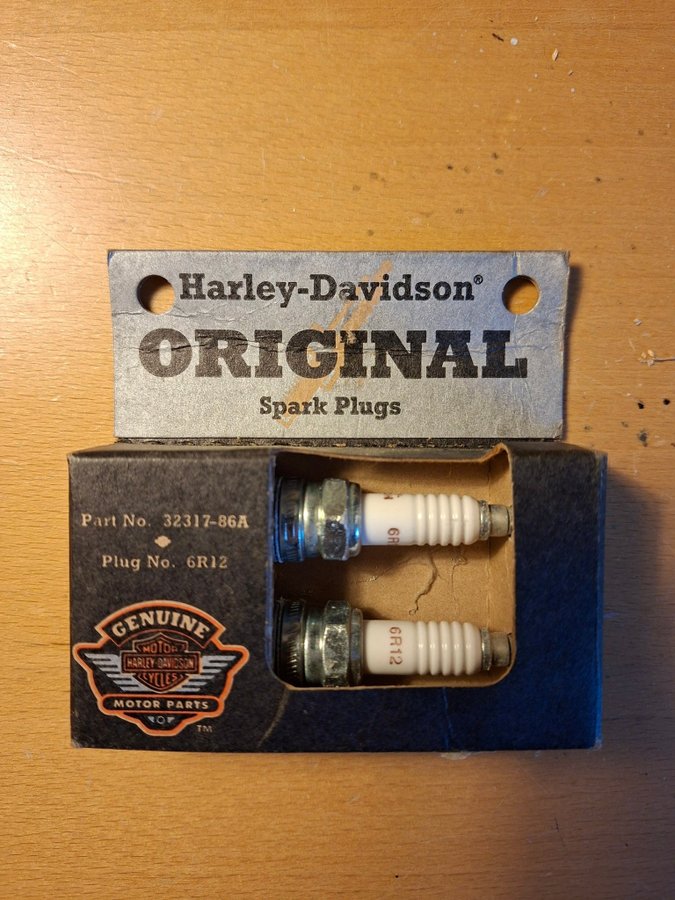 Harley-Davidson®
ORIGINAL
Spark Plugs
Part No. 32317-86A
Plug No. 6R12
GENUINE
MOTOR
HARLEY-DAVIDSON
CYCLES
MOTOR PARTS
TM
6R12